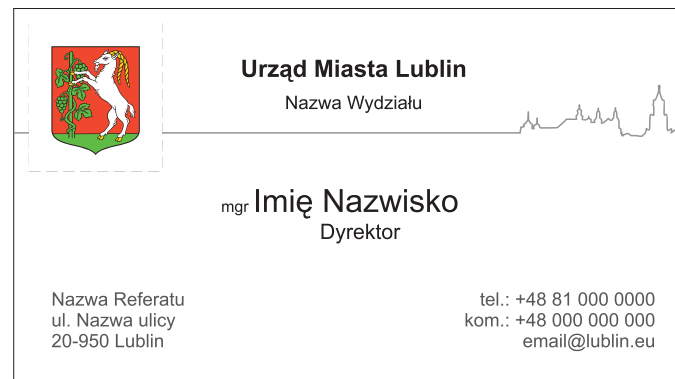 Urząd Miasta Lublin
Nazwa Wydziału
mgr Imię Nazwisko
Dyrektor
Nazwa Referatu
ul. Nazwa ulicy
20-950 Lublin
tel.: +48 81 000 0000
kom.: +48 000 000 000
email@lublin.eu